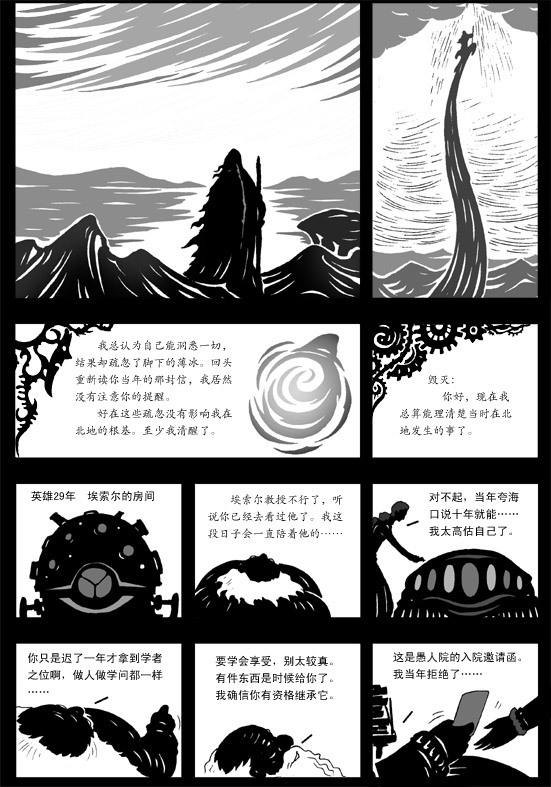 我总认为自己能洞悉一切，
结果却疏忽了脚下的薄冰。回头
重新读你当年的那封信，我居然
没有注意你的提醒。
好在这些疏忽没有影响我在
北地的根基。至少我清醒了。
毁灭：
你好，现在我
总算能理清楚当时在北
地发生的事了。
英雄29年 埃索尔的房间
埃索尔教授不行了，听
说你已经去看过他了。我这
段日子会一直陪着他的……
对不起，当年夸海
口说十年就能……
我太高估自己了。
你只是迟了一年才拿到学者
之位啊，做人做学问都一样
……
要学会享受，别太较真。
有件东西是时候给你了。
我确信你有资格继承它。
这是愚人院的入院邀请函。
我当年拒绝了……